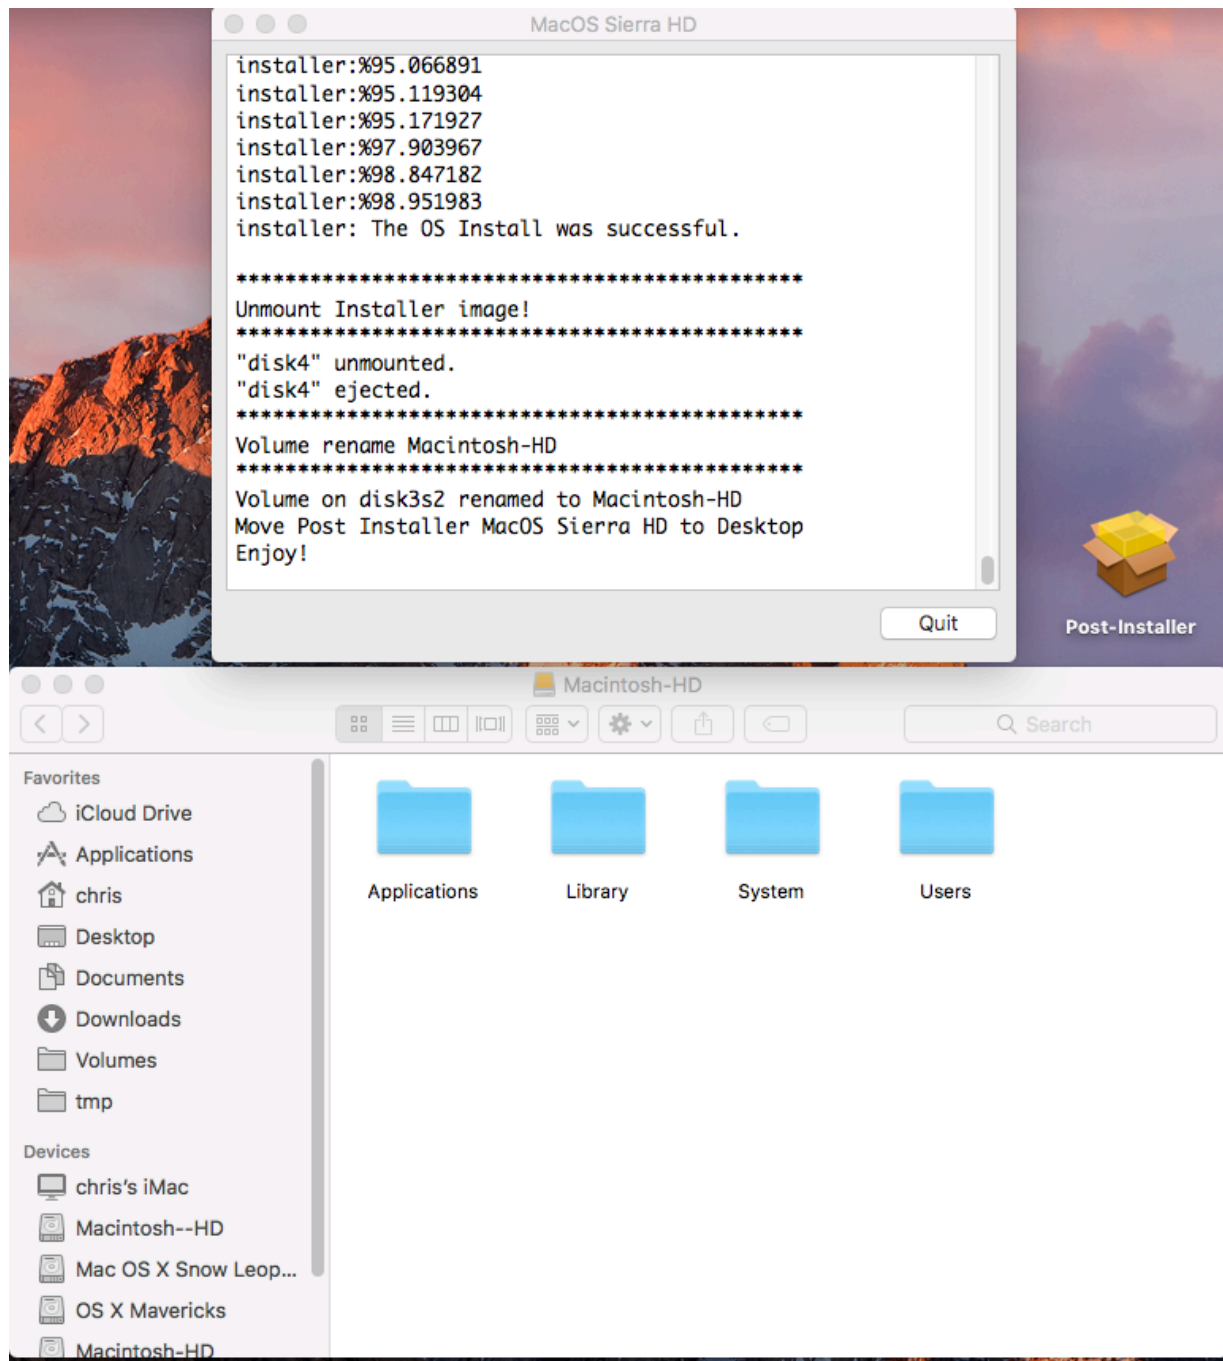 MacOS Sierra HD
installer:%95.066891
installer:%95.119304
installer:%95.171927
installer:%97.903967
installer:%98.847182
installer:%98.951983
installer: The OS Install was successful.
***********************************************
Unmount Installer image!
***********************************************
"disk4" unmounted.
"disk4" ejected.
***********************************************
Volume rename Macintosh-HD
***********************************************
Volume on disk3s2 renamed to Macintosh-HD
Move Post Installer MacOS Sierra HD to Desktop
Enjoy!
Quit
Post-Installer
Macintosh-HD
Search
Favorites
iCloud Drive
Applications
chris
Desktop
Documents
Downloads
Volumes
tmp
Devices
chris's iMac
Macintosh--HD
Mac OS X Snow Leop...
OS X Mavericks
Macintosh-HD
Applications
Library
System
Users